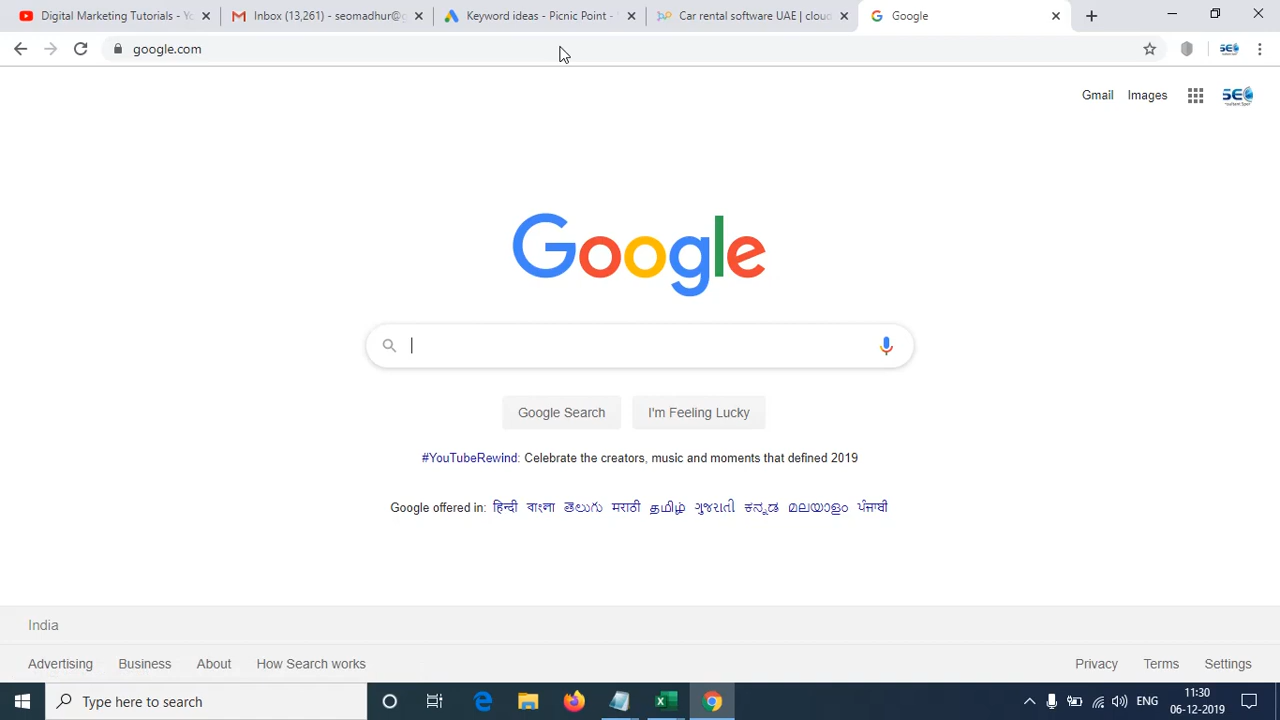 Digital Marketing Tutorials - Yo
Inbox (13,261) - seomadhur@
Keyword ideas - Picnic Point -
Car rental software UAE | cloud
Google
google.com
Gmail
Images
SEO
Google
Google Search
I'm Feeling Lucky
#YouTubeRewind: Celebrate the creators, music and moments that defined 2019
Google offered in: हिन्दी বাংলা తెలుగు मराठी தமிழ் ગુજરાતી ಕನ್ನಡ മലയാളം ਪੰਜਾਬੀ
India
Advertising
Business
About
How Search works
Privacy
Terms
Settings
Type here to search
ENG
11:30
06-12-2019